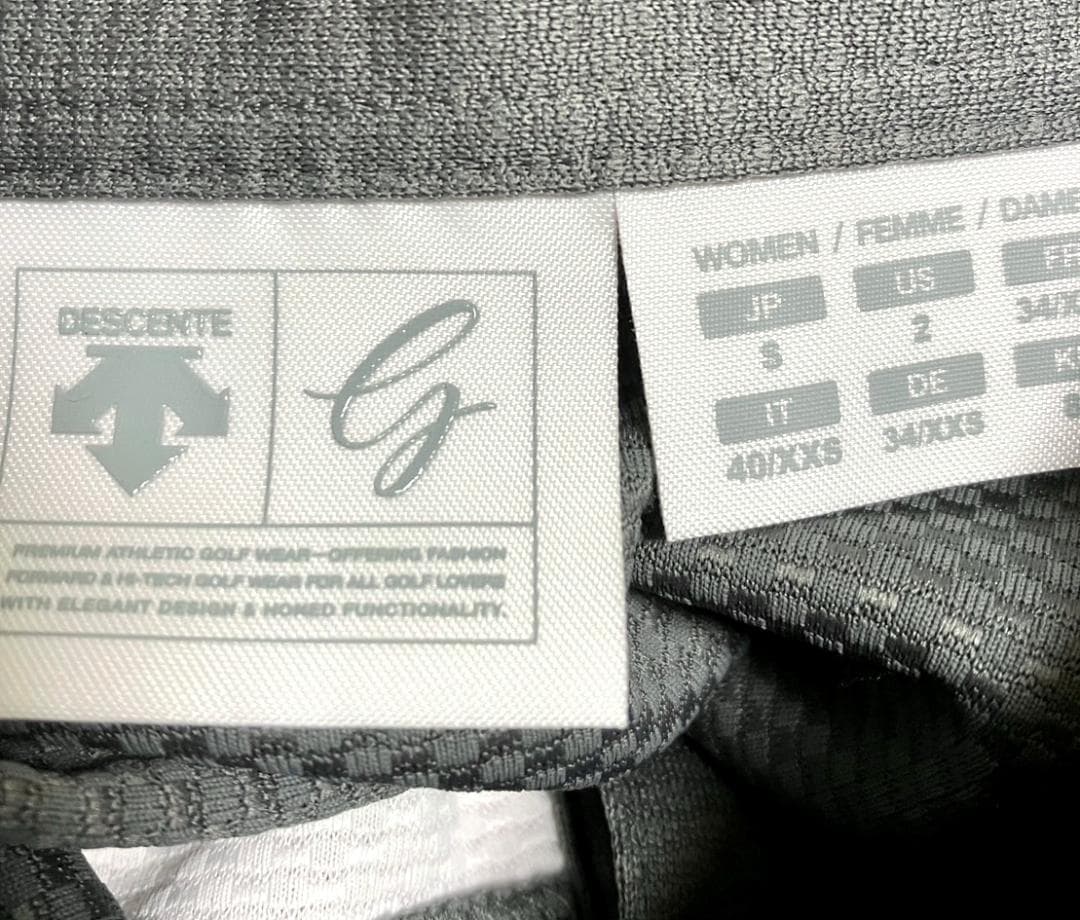 DESCENTE
G
PREMIUM ATHLETIC GOLF WEAR—OFFERING FASHION
FORWARD & HI-TECH GOLF WEAR FOR ALL GOLF LOVERS
WITH ELEGANT DESIGN & HONED FUNCTIONALITY.
WOMEN / FEMME / DAME
JP US FR
S 2 34/X
IT DE K
40/XXS 34/XXS S